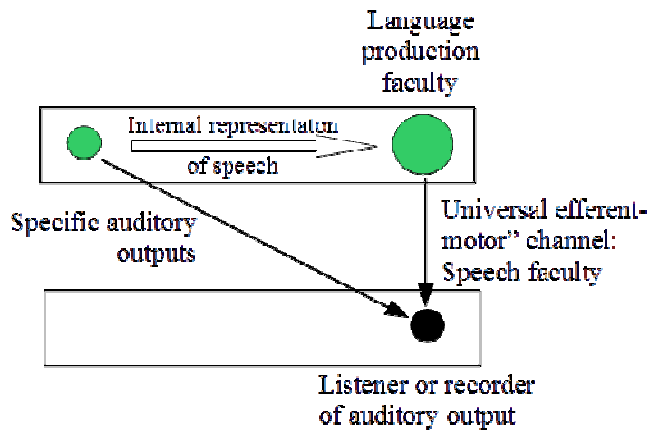 Language
production
faculty
Internal representaton
of speech
Specific auditory
outputs
Universal efferent-
motor” channel:
Speech faculty
Listener or recorder
of auditory output